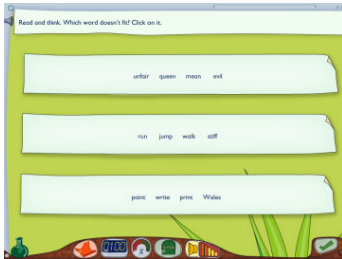 Read and think. Which word doesn't fit? Click on it.
unfair queen mean evil
run jump walk stiff
paint write print Wales